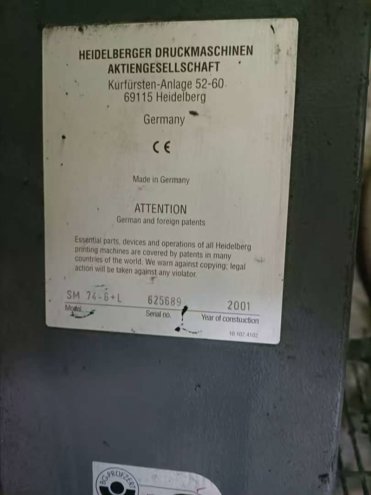 HEIDELBERGER DRUCKMASCHINEN
AKTIENGESELLSCHAFT
Kurfürsten-Anlage 52-60
69115 Heidelberg
Germany
CE
Made in Germany
ATTENTION
German and foreign patents
Essential parts, devices and operations of all Heidelberg
printing machines are covered by patents in many
countries of the world. We warn against copying; legal
action will be taken against any violator.
SM 74-6+L 625689 2001
Model Serial no. Year of construction
BG-PRÜFZERT